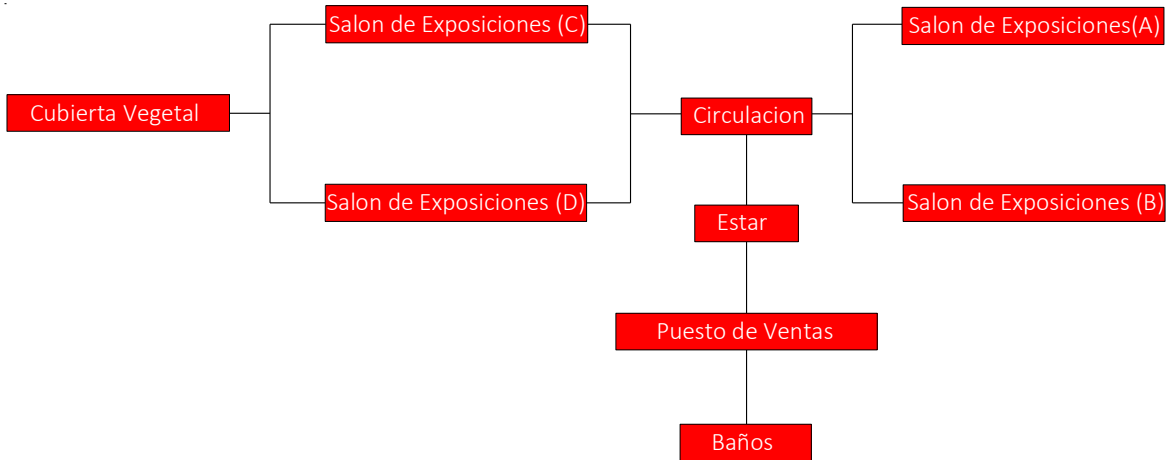 Salon de Exposiciones (C)
Salon de Exposiciones(A)
Cubierta Vegetal
Circulacion
Salon de Exposiciones (D)
Salon de Exposiciones (B)
Estar
Puesto de Ventas
Baños